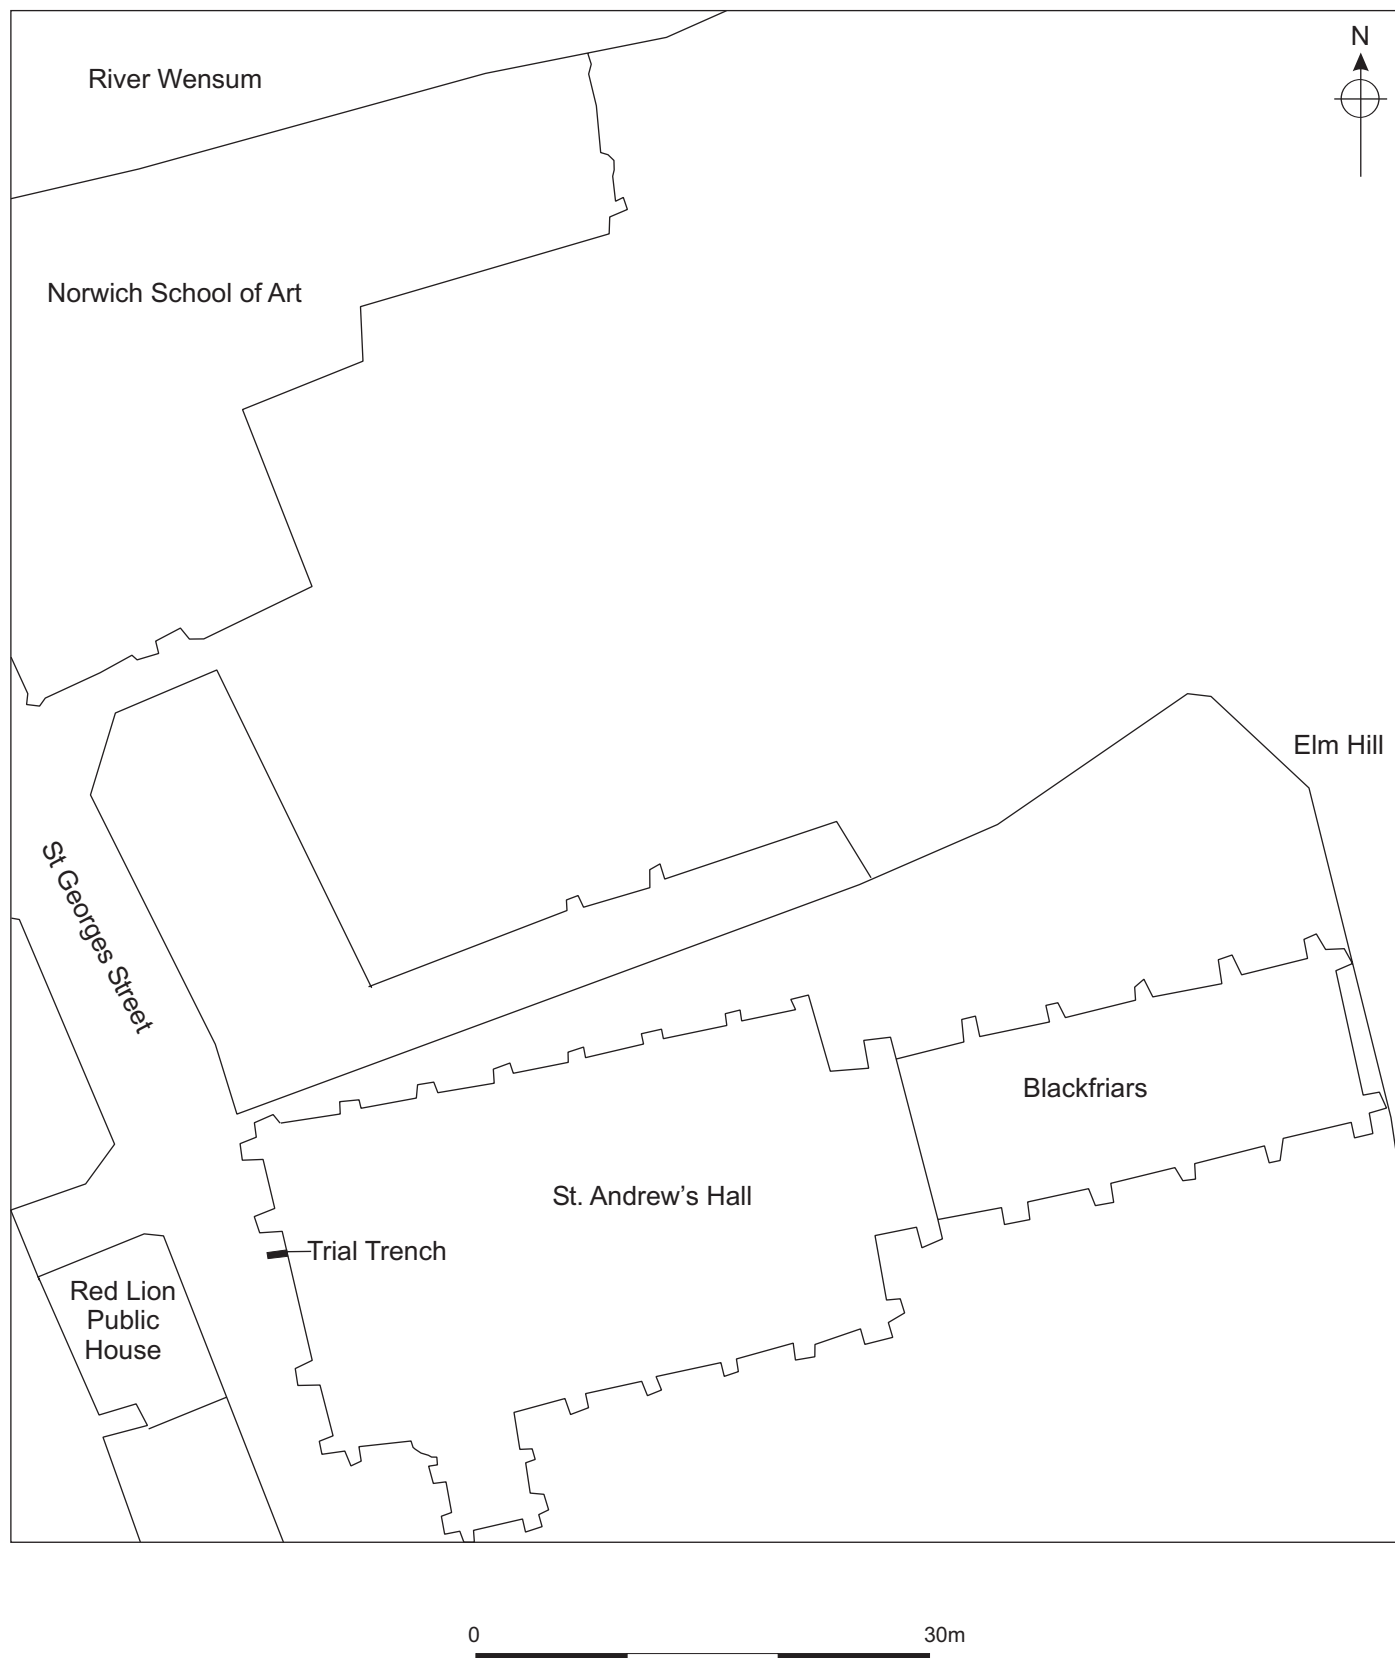 River Wensum
N
Norwich School of Art
Elm Hill
St Georges Street
Blackfriars
St. Andrew's Hall
Trial Trench
Red Lion
Public
House
0
30m